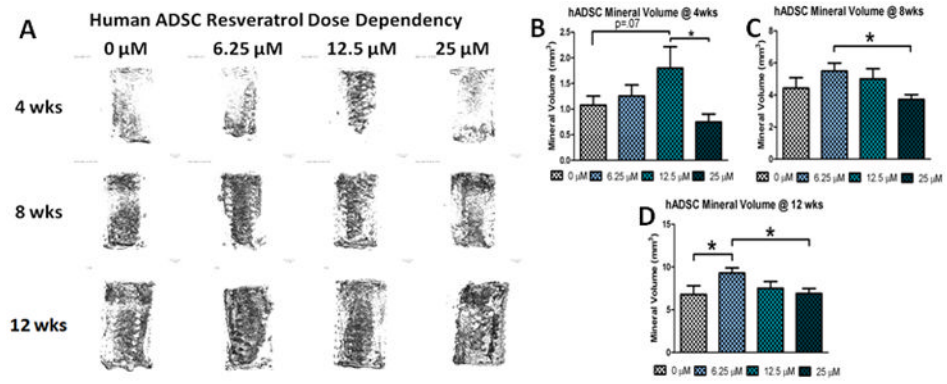 A
Human ADSC Resveratrol Dose Dependency
0 μM 6.25 μM 12.5 μM 25 μM
4 wks
8 wks
12 wks
B
hADSC Mineral Volume @ 4wks
p=.07
*
Mineral Volume (mm³)
2.5
2.0
1.5
1.0
0.5
0.0
0 μM 6.25 μM 12.5 μM 25 μM
C
hADSC Mineral Volume @ 8wks
*
Mineral Volume (mm³)
8
6
4
2
0
0 μM 6.25 μM 12.5 μM 25 μM
D
hADSC Mineral Volume @ 12 wks
* *
Mineral Volume (mm³)
15
10
5
0
0 μM 6.25 μM 12.5 μM 25 μM